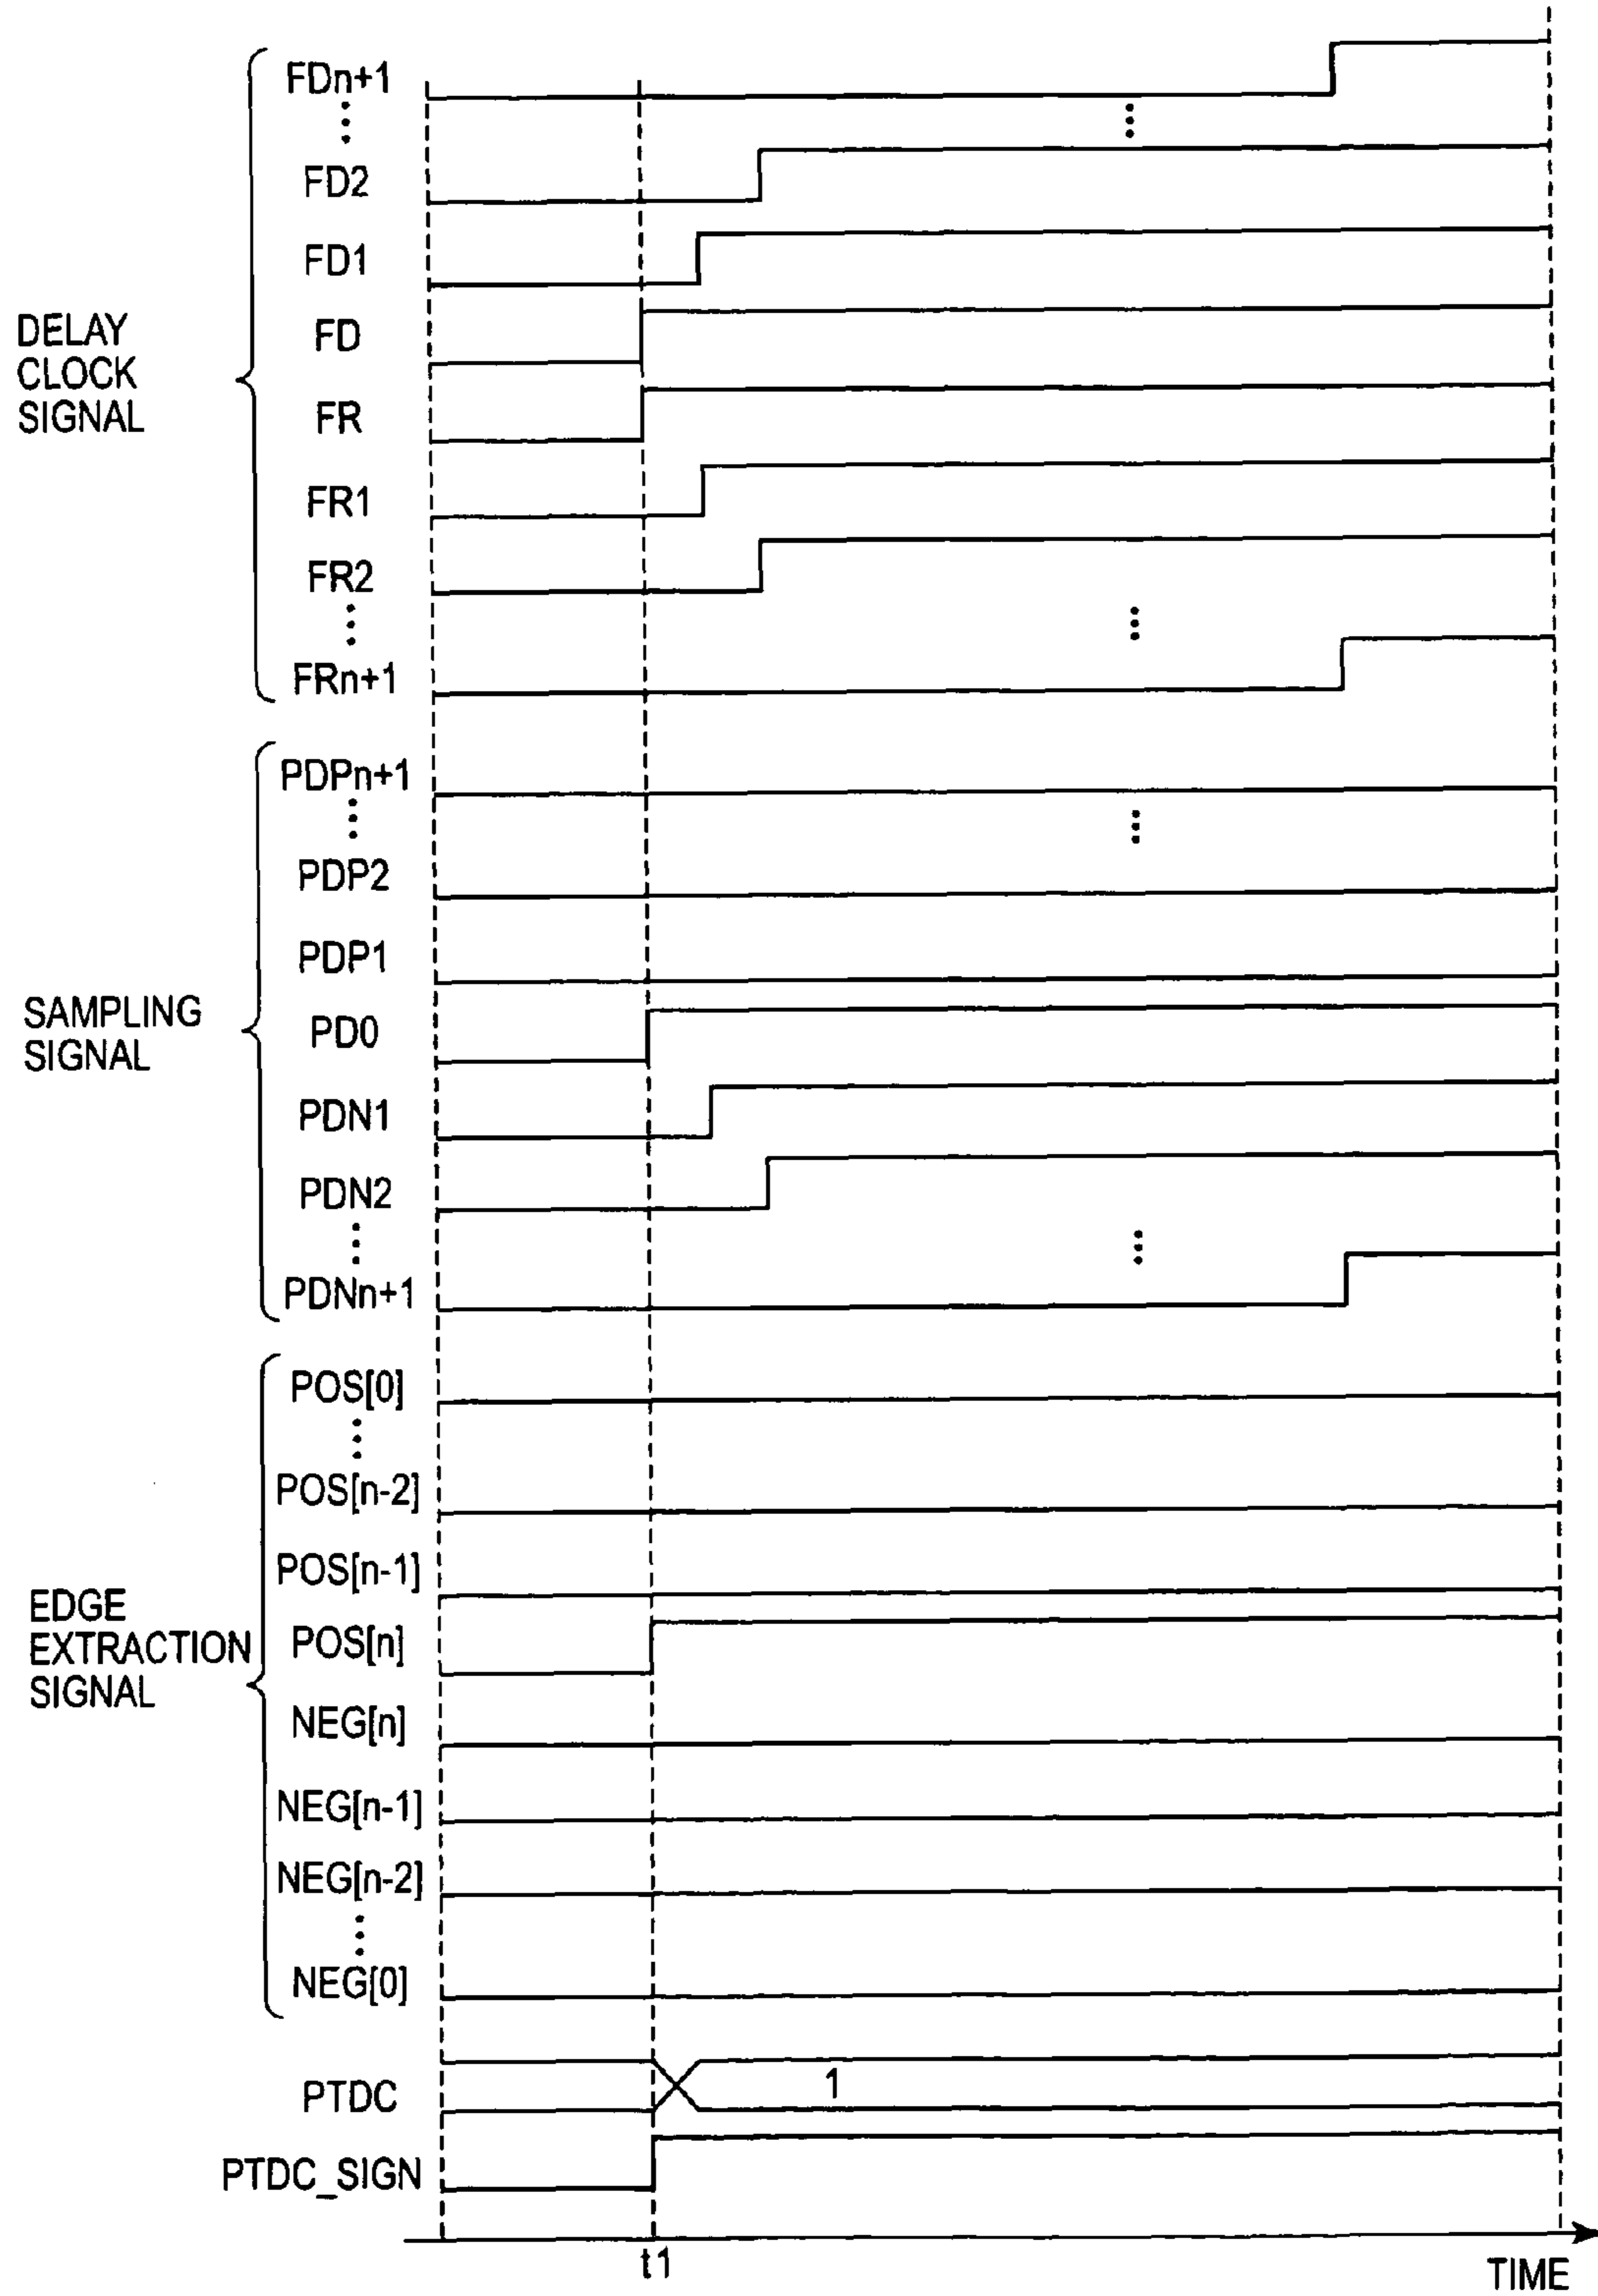 FDn+1
FD2
FD1
FD
FR
FR1
FR2
FRn+1
DELAY
CLOCK
SIGNAL
PDPn+1
PDP2
PDP1
PD0
PDN1
PDN2
PDNn+1
SAMPLING
SIGNAL
POS[0]
POS[n-2]
POS[n-1]
POS[n]
NEG[n]
NEG[n-1]
NEG[n-2]
NEG[0]
EDGE
EXTRACTION
SIGNAL
PTDC
1
PTDC_SIGN
t1
TIME